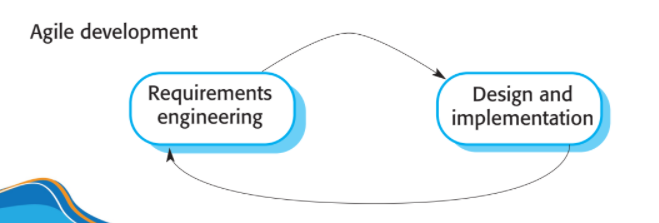 Agile development
Requirements
engineering
Design and
implementation